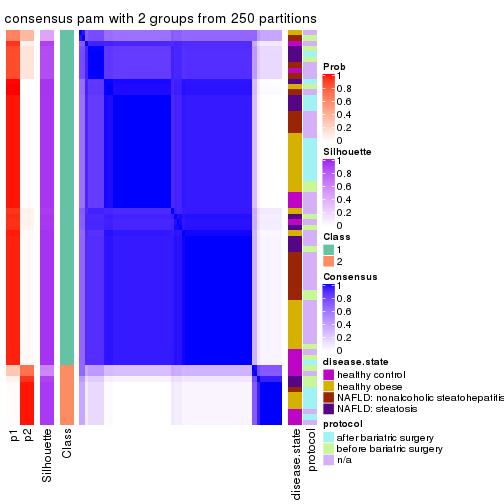 consensus pam with 2 groups from 250 partitions
Prob
1
0.8
0.6
0.4
0.2
0
Silhouette
1
0.8
0.6
0.4
0.2
0
Class
1
2
Consensus
1
0.8
0.6
0.4
0.2
0
disease.state
healthy control
healthy obese
NAFLD: nonalcoholic steatohepatitis
NAFLD: steatosis
protocol
after bariatric surgery
before bariatric surgery
n/a
p1
p2
Silhouette
Class
disease.state
protocol